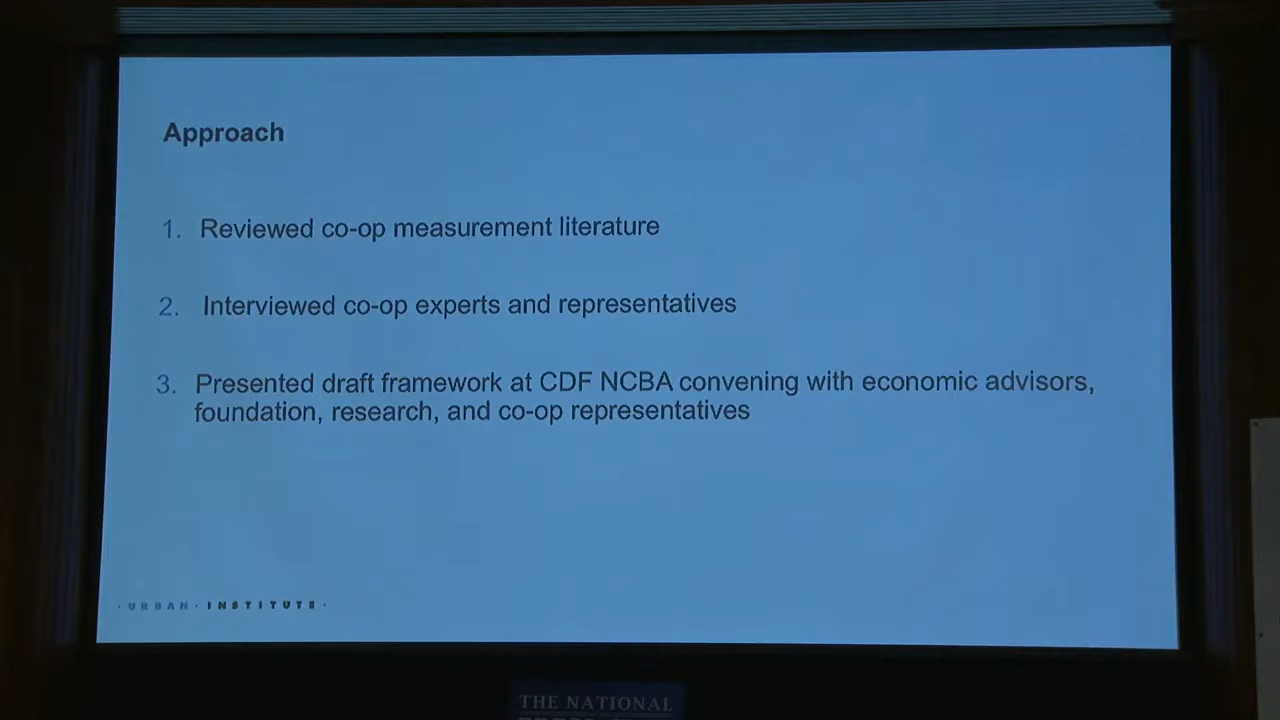 Approach
1. Reviewed co-op measurement literature
2. Interviewed co-op experts and representatives
3. Presented draft framework at CDF NCBA convening with economic advisors,
foundation, research, and co-op representatives
· URBAN · INSTITUTE ·
THE NATIONAL